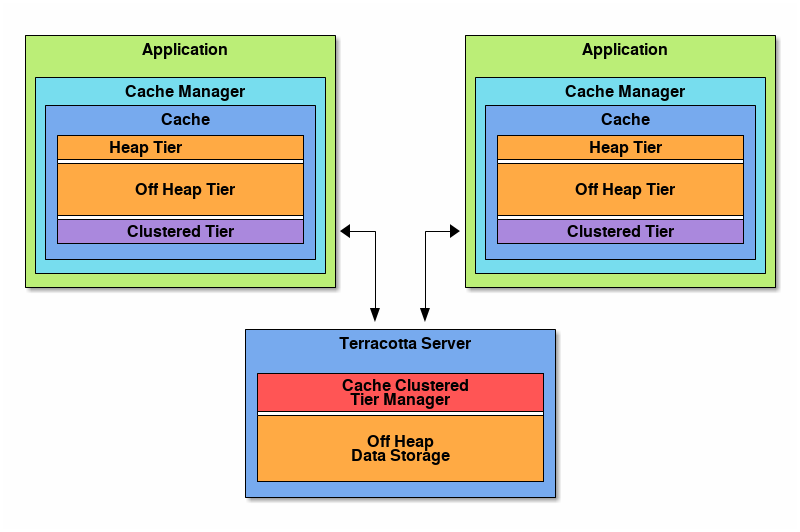 Application
Cache Manager
Cache
Heap Tier
Off Heap Tier
Clustered Tier
Application
Cache Manager
Cache
Heap Tier
Off Heap Tier
Clustered Tier
Terracotta Server
Cache Clustered
Tier Manager
Off Heap
Data Storage